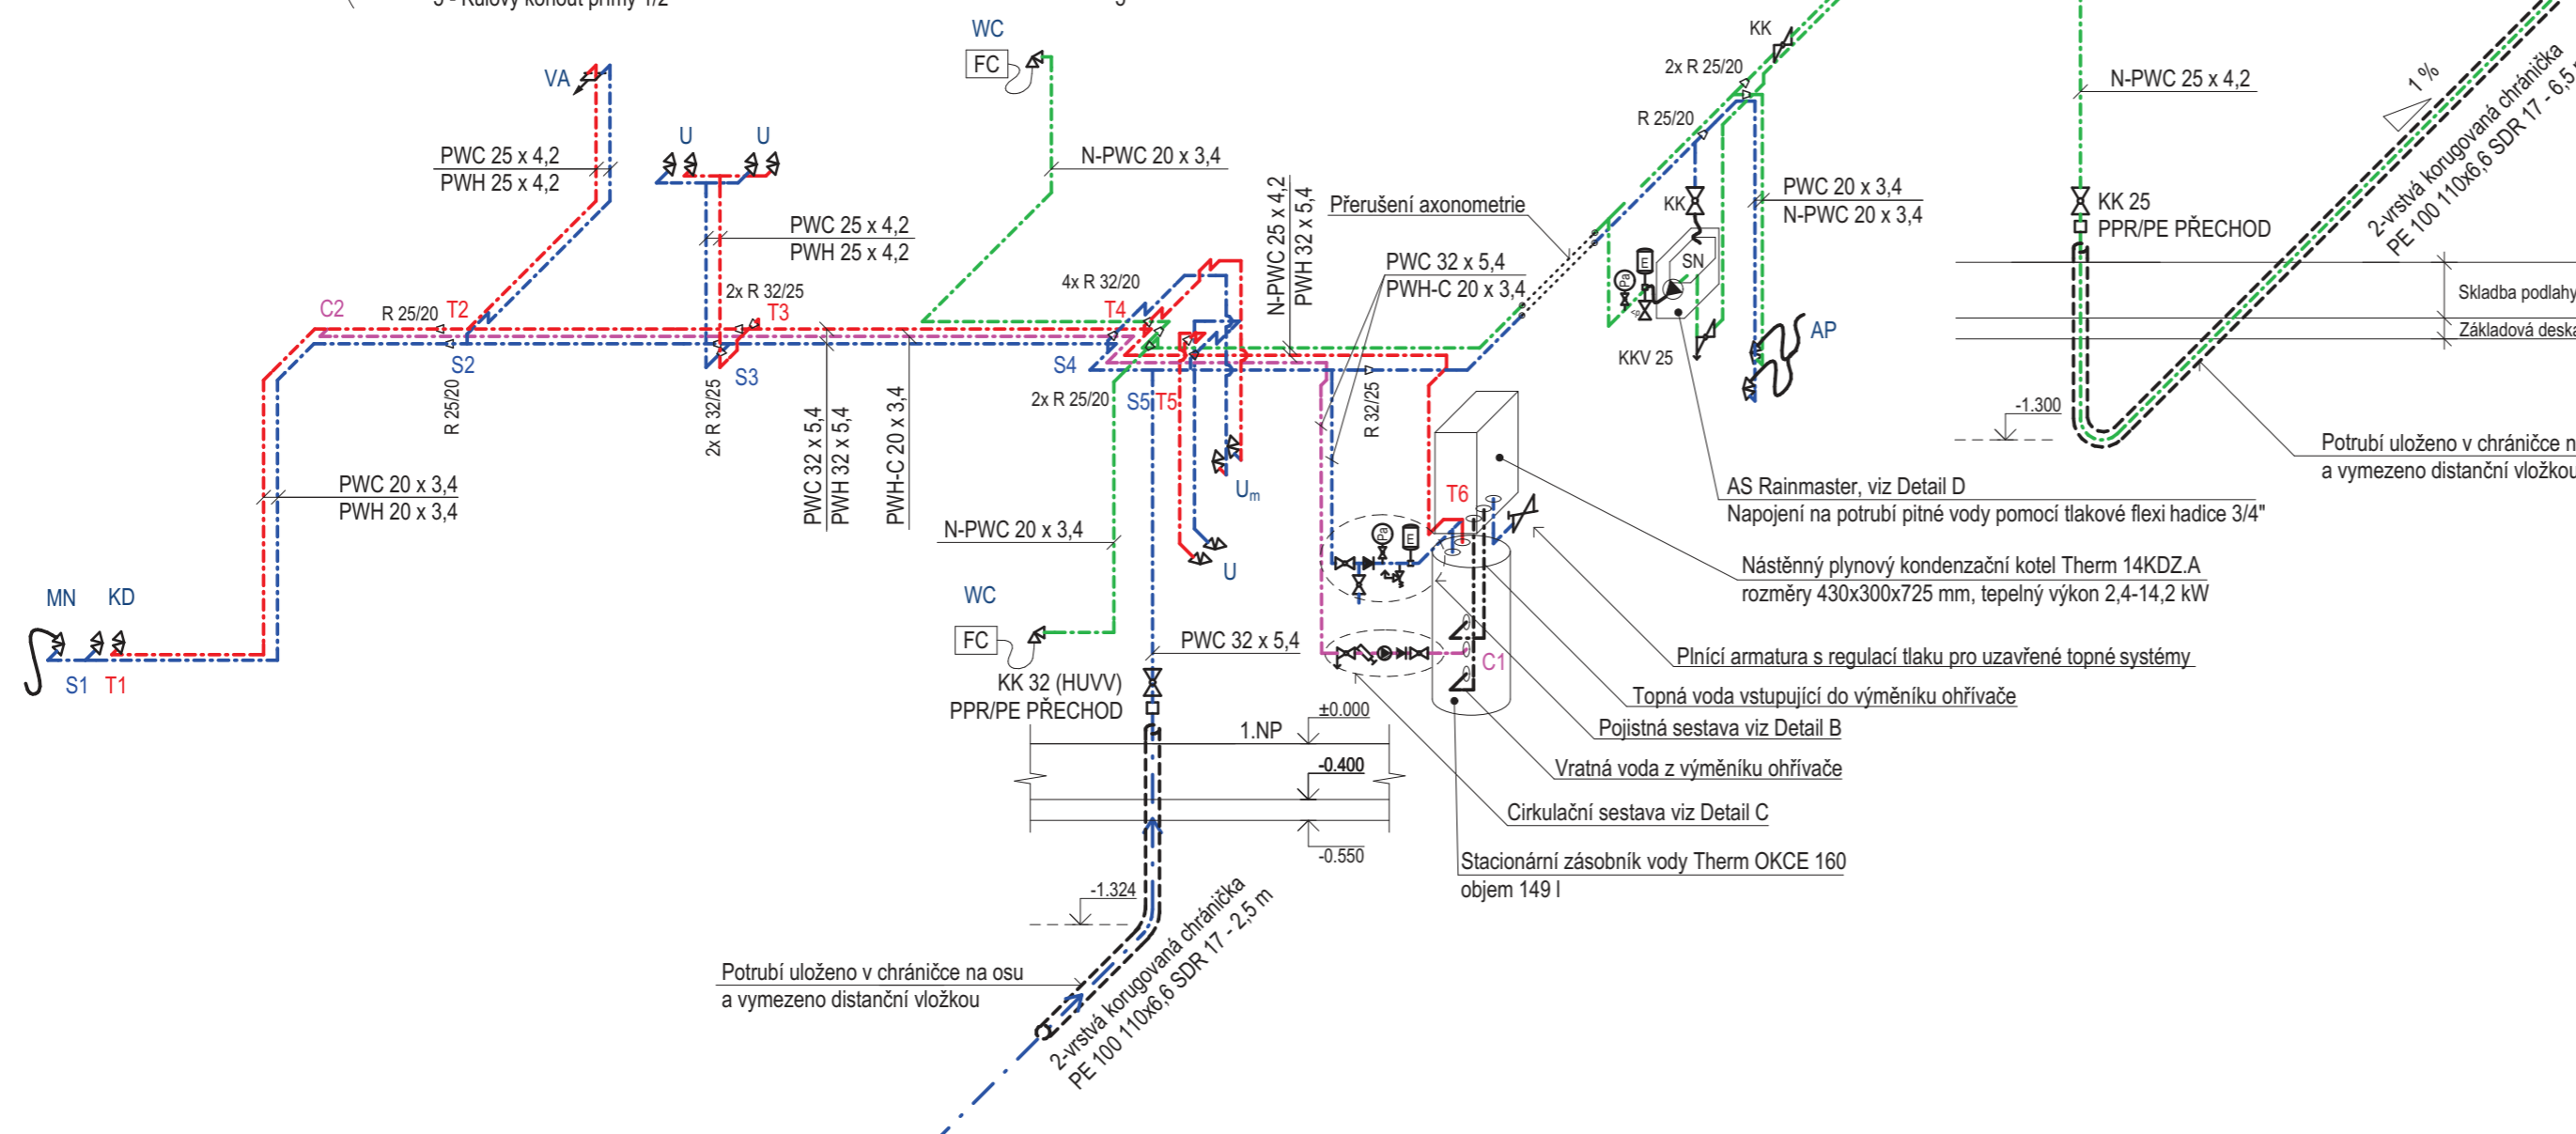 5 - Kulový kohout přímý 1/2"
WC
FC
KK
VA
2x R 25/20
N-PWC 25 x 4,2
1 %
2-vrstvá korugovaná chránička
PE 100 110x6,6 SDR 17 - 6,5
R 25/20
U
U
PWC 25 x 4,2
PWH 25 x 4,2
N-PWC 20 x 3,4
PWC 20 x 3,4
N-PWC 20 x 3,4
KK
KK 25
PPR/PE PŘECHOD
Přerušení axonometrie
N-PWC 25 x 4,2
PWH 32 x 5,4
PWC 25 x 4,2
PWH 25 x 4,2
PWC 32 x 5,4
PWH-C 20 x 3,4
Pa
E
SN
Skladba podlahy
Základová deska
4x R 32/20
2x R 32/25
C2
R 25/20
T2
T3
T4
AP
S2
S3
S4
KKV 25
R 25/20
2x R 32/25
2x R 25/20
S5
T5
R 32/25
-1.300
PWC 32 x 5,4
PWH 32 x 5,4
PWH-C 20 x 3,4
Potrubí uloženo v chráničce n
a vymezeno distanční vložkou
PWC 20 x 3,4
PWH 20 x 3,4
Um
T6
AS Rainmaster, viz Detail D
Napojení na potrubí pitné vody pomocí tlakové flexi hadice 3/4"
N-PWC 20 x 3,4
Pa
E
U
Nástěnný plynový kondenzační kotel Therm 14KDZ.A
rozměry 430x300x725 mm, tepelný výkon 2,4-14,2 kW
MN
KD
WC
FC
PWC 32 x 5,4
C1
Plnící armatura s regulací tlaku pro uzavřené topné systémy
S1
T1
KK 32 (HUVV)
PPR/PE PŘECHOD
Topná voda vstupující do výměníku ohřívače
±0.000
1.NP
Pojistná sestava viz Detail B
-0.400
Vratná voda z výměníku ohřívače
Cirkulační sestava viz Detail C
-0.550
Stacionární zásobník vody Therm OKCE 160
objem 149 l
-1.324
2-vrstvá korugovaná chránička
PE 100 110x6,6 SDR 17 - 2,5 m
Potrubí uloženo v chráničce na osu
a vymezeno distanční vložkou